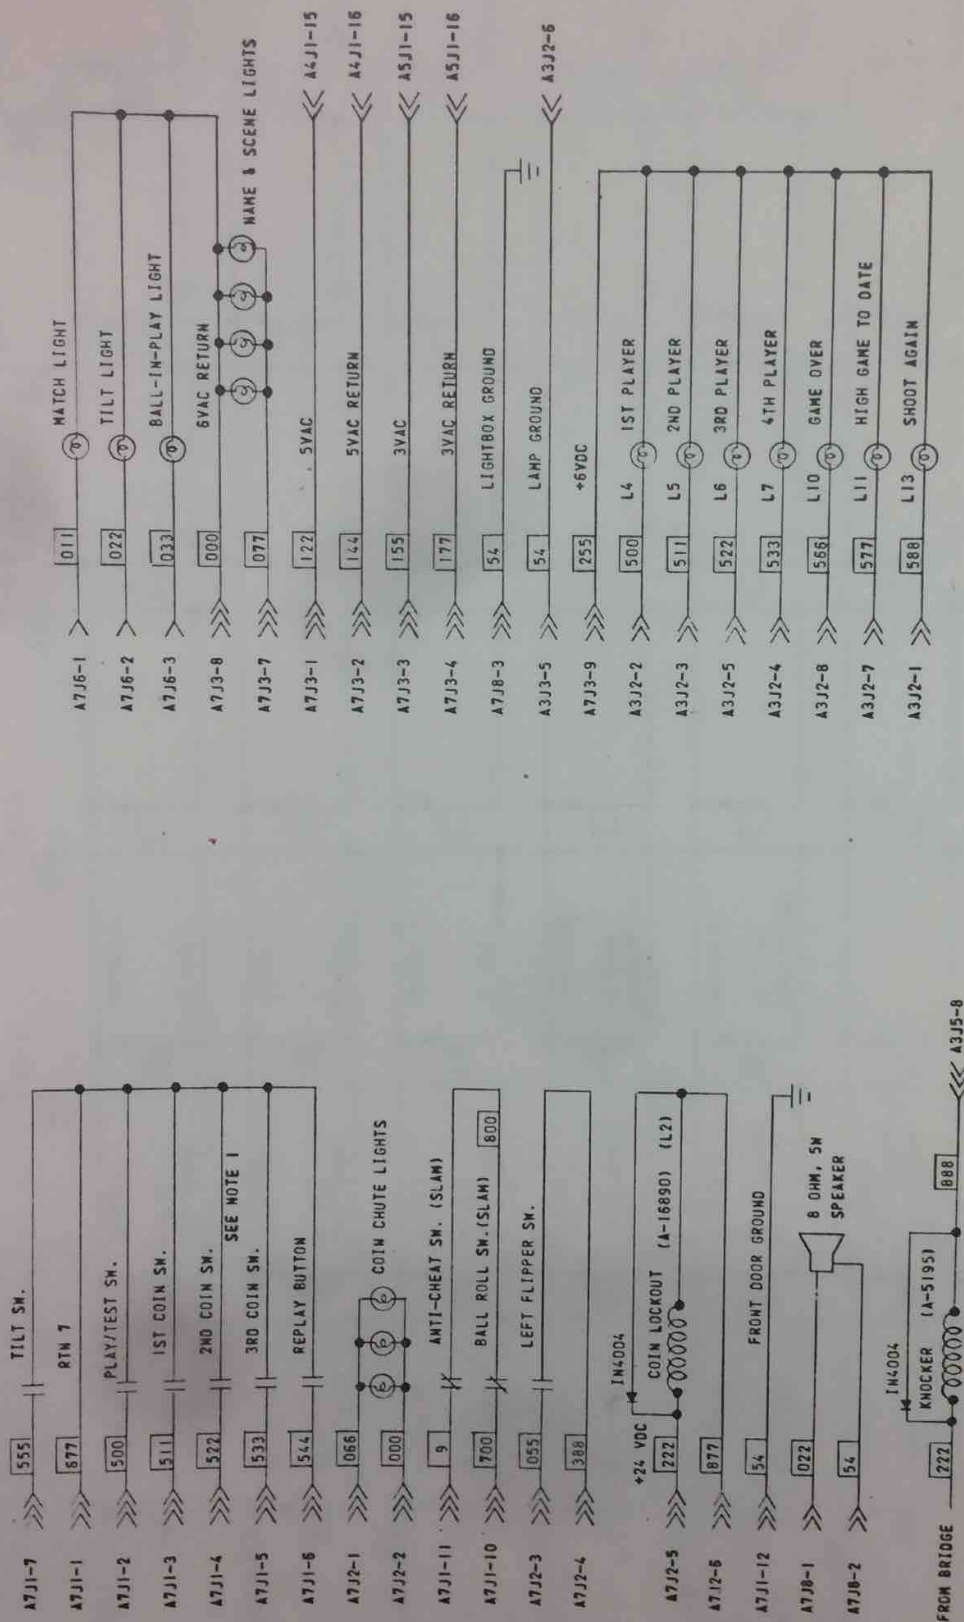 A7J6-1 011 MATCH LIGHT
A7J6-2 022 TILT LIGHT
A7J6-3 033 BALL-IN-PLAY LIGHT
A7J3-8 000 6VAC RETURN
A7J3-7 077 NAME & SCENE LIGHTS
A7J3-1 122 5VAC A4J1-15
A7J3-2 144 5VAC RETURN A4J1-16
A7J3-3 155 3VAC A5J1-15
A7J3-4 177 3VAC RETURN A5J1-16
A7J8-3 54 LIGHTBOX GROUND
A3J3-5 54 LAMP GROUND A3J2-6
A7J3-9 255 +6VDC
A3J2-2 500 L4 1ST PLAYER
A3J2-3 511 L5 2ND PLAYER
A3J2-5 522 L6 3RD PLAYER
A3J2-4 533 L7 4TH PLAYER
A3J2-8 566 L10 GAME OVER
A3J2-7 577 L11 HIGH GAME TO DATE
A3J2-1 588 L13 SHOOT AGAIN
A7J1-7 555 TILT SW.
A7J1-1 677 RTN 7
A7J1-2 500 PLAY/TEST SW.
A7J1-3 511 1ST COIN SW.
A7J1-4 522 2ND COIN SW.
SEE NOTE 1
A7J1-5 533 3RD COIN SW.
A7J1-6 544 REPLAY BUTTON
A7J2-1 066
COIN CHUTE LIGHTS
A7J2-2 000
A7J1-11 9 ANTI-CHEAT SW. (SLAM)
A7J1-10 700 BALL ROLL SW.(SLAM) 800
A7J2-3 055 LEFT FLIPPER SW.
A7J2-4 388
IN4004
+24 VDC COIN LOCKOUT (A-16890) (L2)
A7J2-5 222
A7J2-6 877
A7J1-12 54 FRONT DOOR GROUND
A7J8-1 022 8 OHM, 5W
SPEAKER
A7J8-2 54
IN4004
KNOCKER (A-5195)
FROM BRIDGE 222 888 A3J5-8